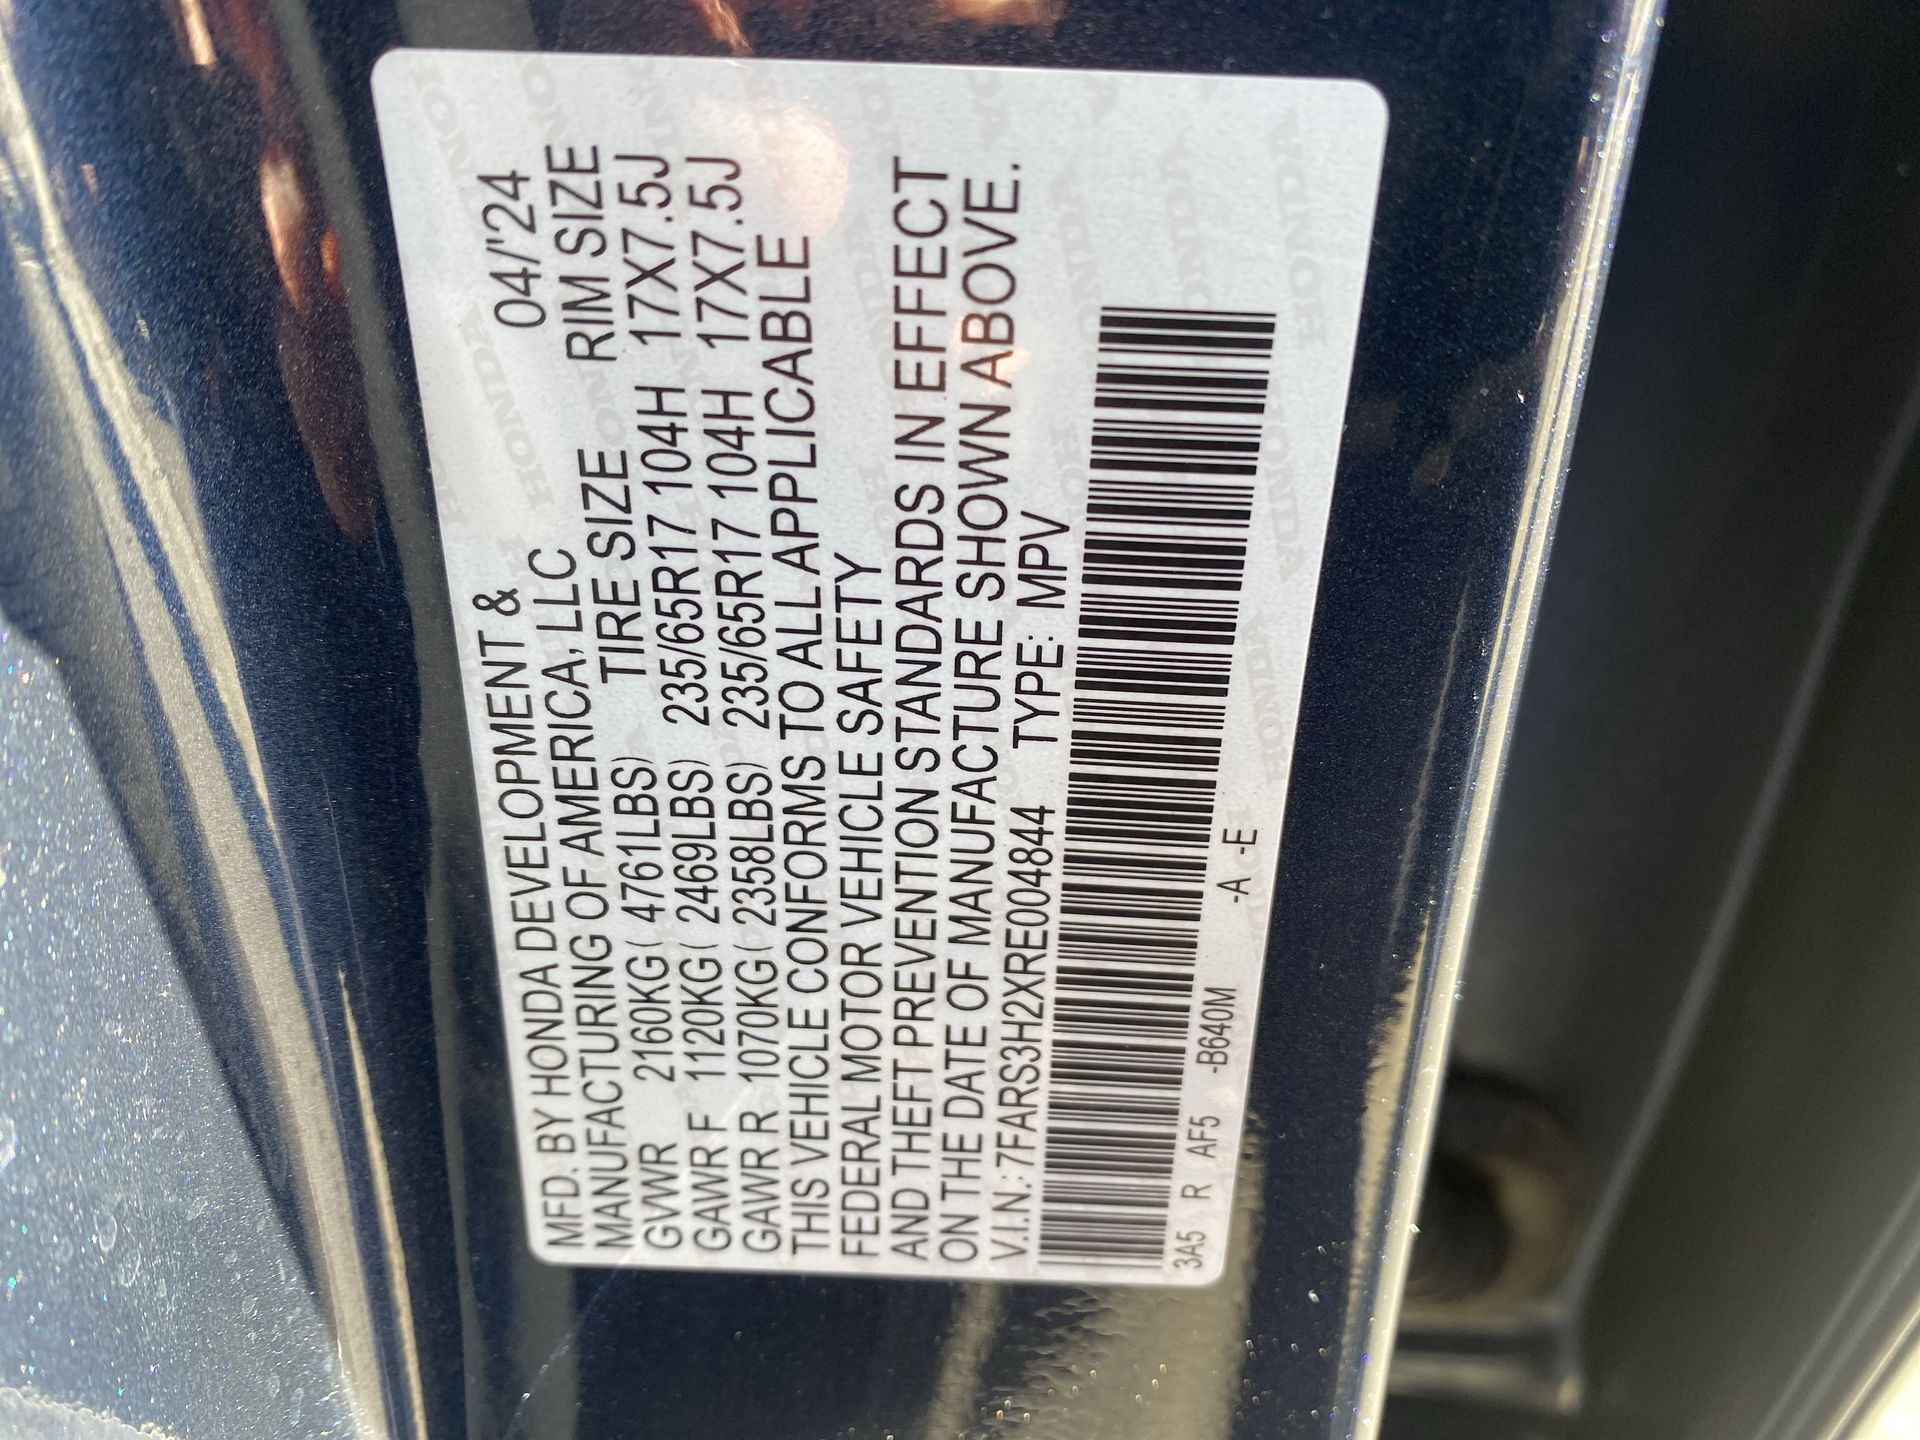 MFD. BY HONDA DEVELOPMENT & 04/'24
MANUFACTURING OF AMERICA, LLC
TIRE SIZE RIM SIZE
GVWR 2160KG( 4761LBS)
GAWR F 1120KG( 2469LBS) 235/65R17 104H 17X7.5J
GAWR R 1070KG( 2358LBS) 235/65R17 104H 17X7.5J
THIS VEHICLE CONFORMS TO ALL APPLICABLE
FEDERAL MOTOR VEHICLE SAFETY
AND THEFT PREVENTION STANDARDS IN EFFECT
ON THE DATE OF MANUFACTURE SHOWN ABOVE.
V.I.N.: 7FARS3H2XRE004844 TYPE: MPV
3A5 R AF5 -B640M -A -E